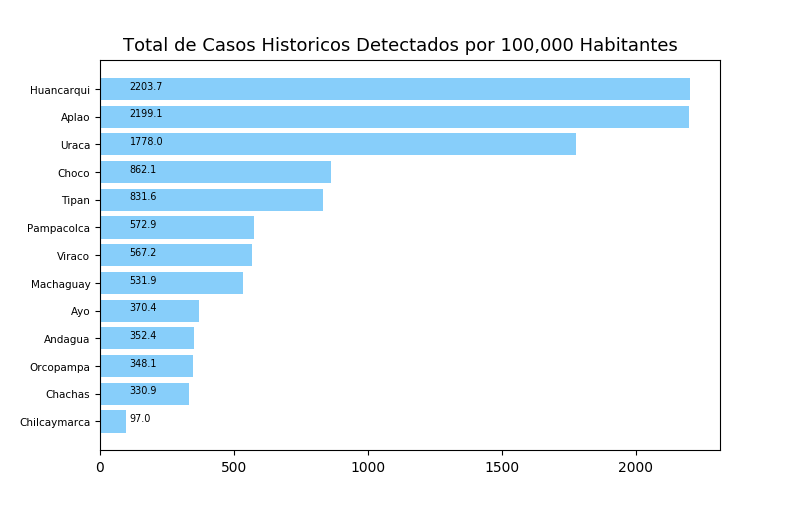 Total de Casos Historicos Detectados por 100,000 Habitantes
Huancarqui 2203.7
Aplao 2199.1
Uraca 1778.0
Choco 862.1
Tipan 831.6
Pampacolca 572.9
Viraco 567.2
Machaguay 531.9
Ayo 370.4
Andagua 352.4
Orcopampa 348.1
Chachas 330.9
Chilcaymarca 97.0
0 500 1000 1500 2000